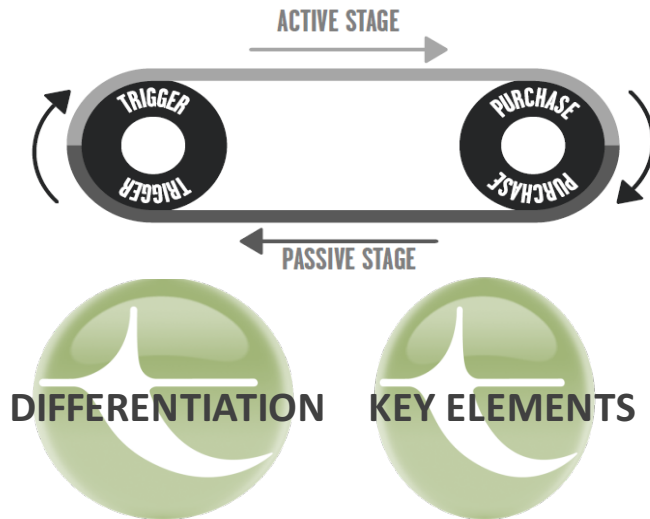 ACTIVE STAGE
TRIGGER
PURCHASE
TRIGGER
PURCHASE
PASSIVE STAGE
DIFFERENTIATION
KEY ELEMENTS